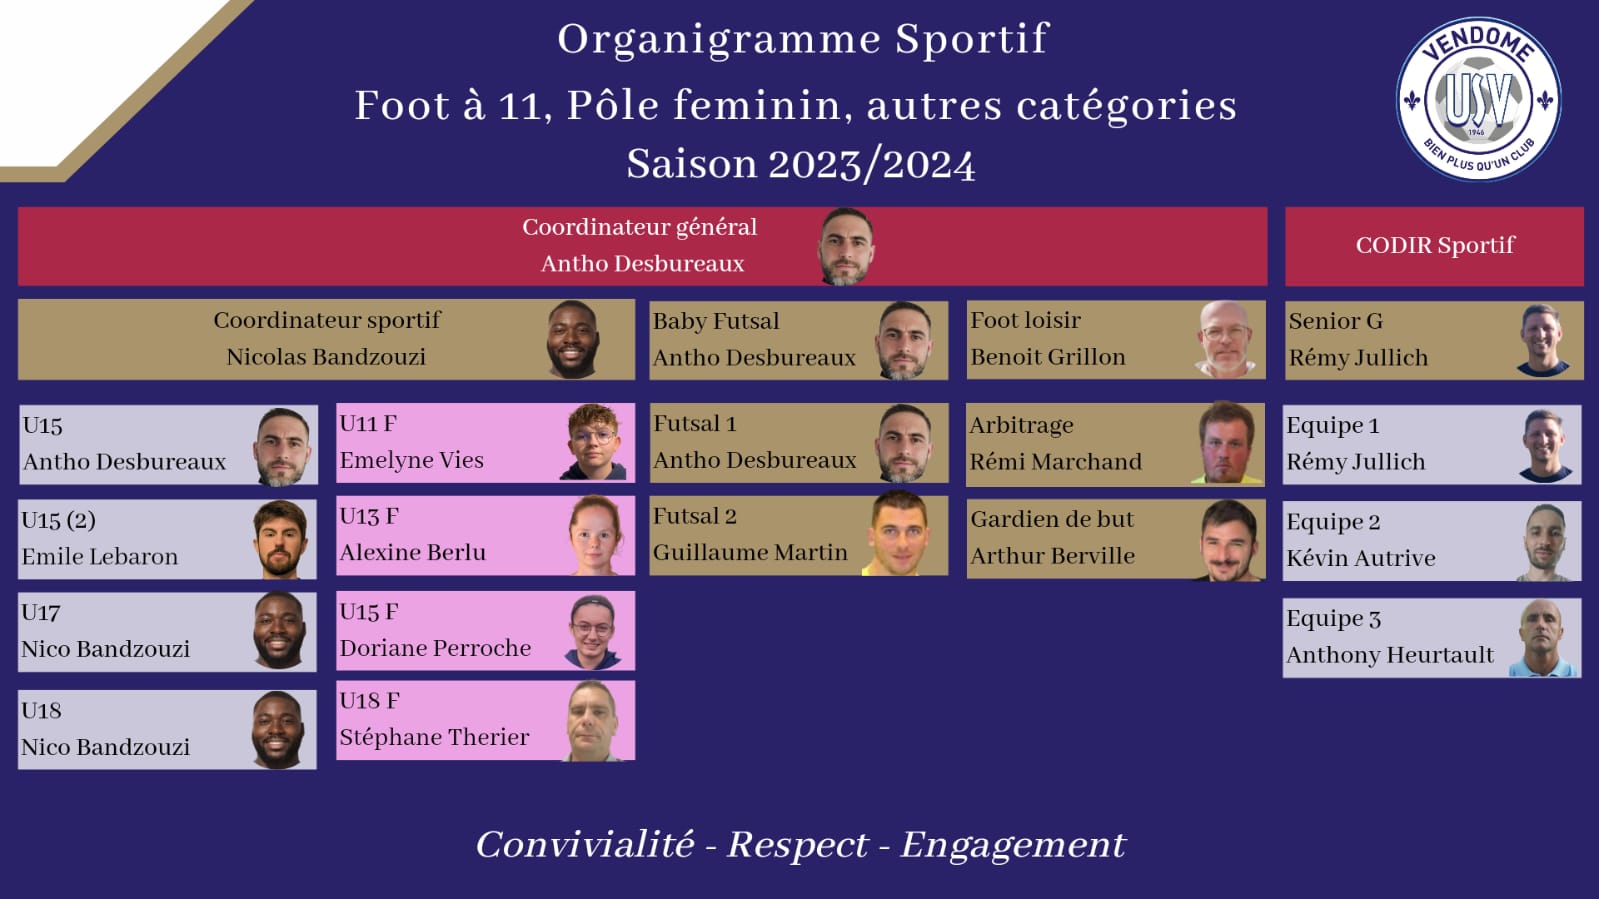 Organigramme Sportif
Foot à 11, Pôle feminin, autres catégories
Saison 2023/2024
VENDOME
USV
1946
BIEN PLUS QU'UN CLUB
Coordinateur général
Antho Desbureaux
CODIR Sportif
Coordinateur sportif
Nicolas Bandzouzi
Baby Futsal
Antho Desbureaux
Foot loisir
Benoit Grillon
Senior G
Rémy Jullich
U15
Antho Desbureaux
U11 F
Emelyne Vies
Futsal 1
Antho Desbureaux
Arbitrage
Rémi Marchand
Equipe 1
Rémy Jullich
U15 (2)
Emile Lebaron
U13 F
Alexine Berlu
Futsal 2
Guillaume Martin
Gardien de but
Arthur Berville
Equipe 2
Kévin Autrive
U17
Nico Bandzouzi
U15 F
Doriane Perroche
Equipe 3
Anthony Heurtault
U18
Nico Bandzouzi
U18 F
Stéphane Therier
Convivialité - Respect - Engagement